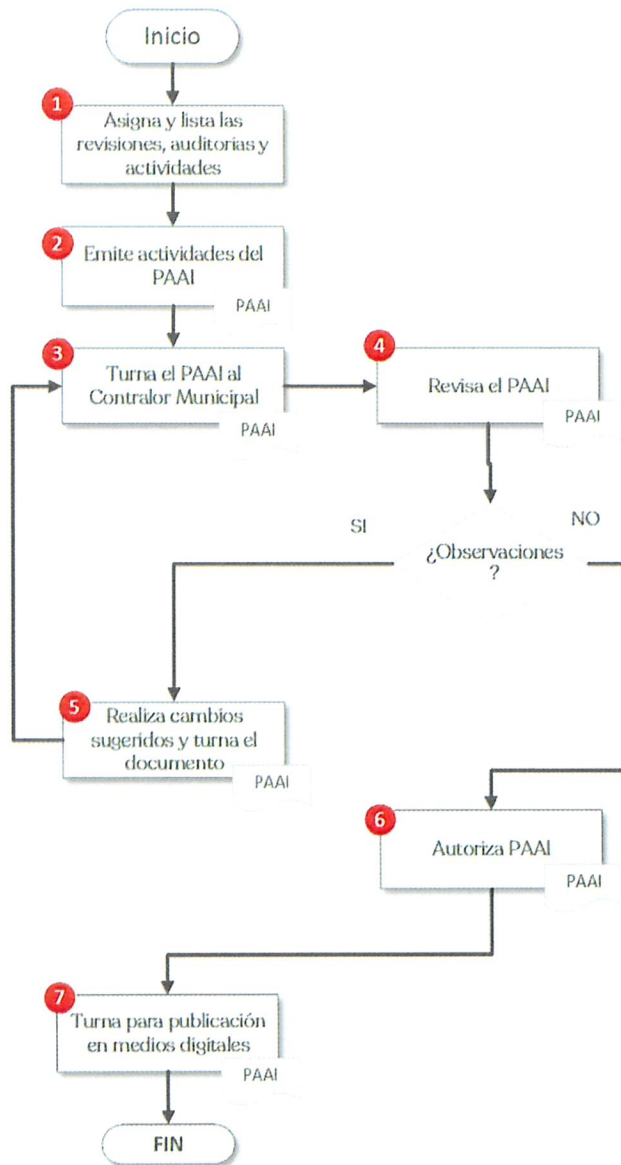 Inicio
1
Asigna y lista las
revisiones, auditorias y
actividades
2
Emite actividades del
PAAI
PAAI
3
Turna el PAAI al
Contralor Municipal
PAAI
4
Revisa el PAAI
PAAI
SI
NO
¿Observaciones
?
5
Realiza cambios
sugeridos y turna el
documento
PAAI
6
Autoriza PAAI
PAAI
7
Turna para publicación
en medios digitales
PAAI
FIN